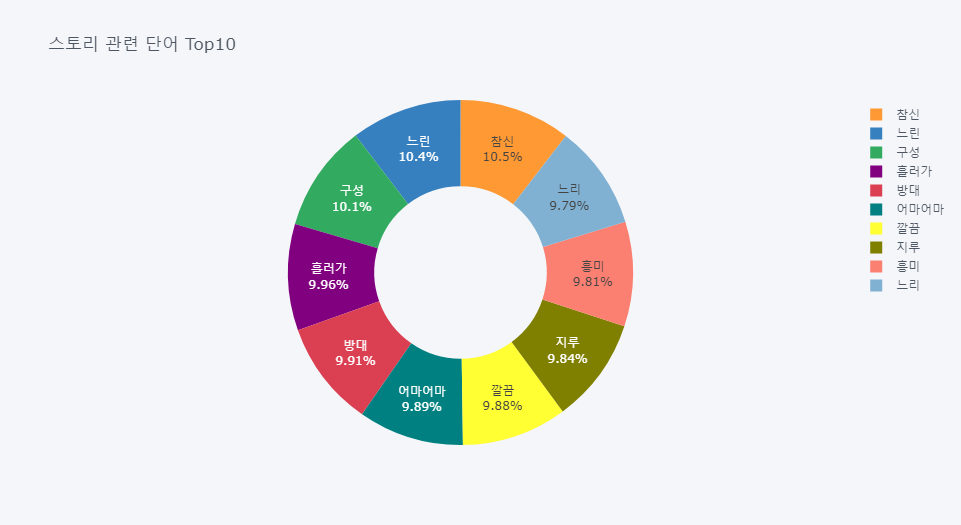 스토리 관련 단어 Top10
참신
10.5%
느리
9.79%
흥미
9.81%
지루
9.84%
깔끔
9.88%
어마어마
9.89%
방대
9.91%
흘러가
9.96%
구성
10.1%
느린
10.4%
참신
느린
구성
흘러가
방대
어마어마
깔끔
지루
흥미
느리